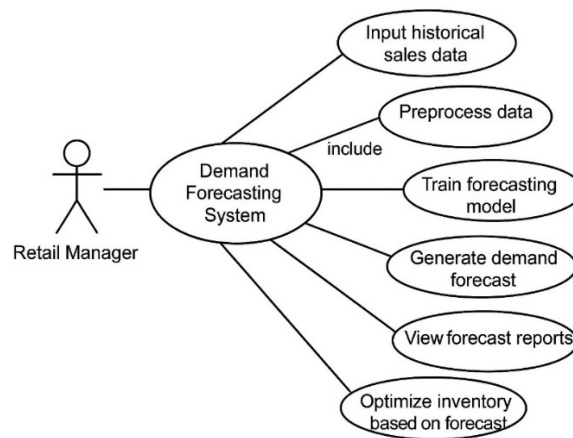 Input historical
sales data
Preprocess data
include
Demand
Forecasting
System
Train forecasting
model
Retail Manager
Generate demand
forecast
View forecast reports
Optimize inventory
based on forecast